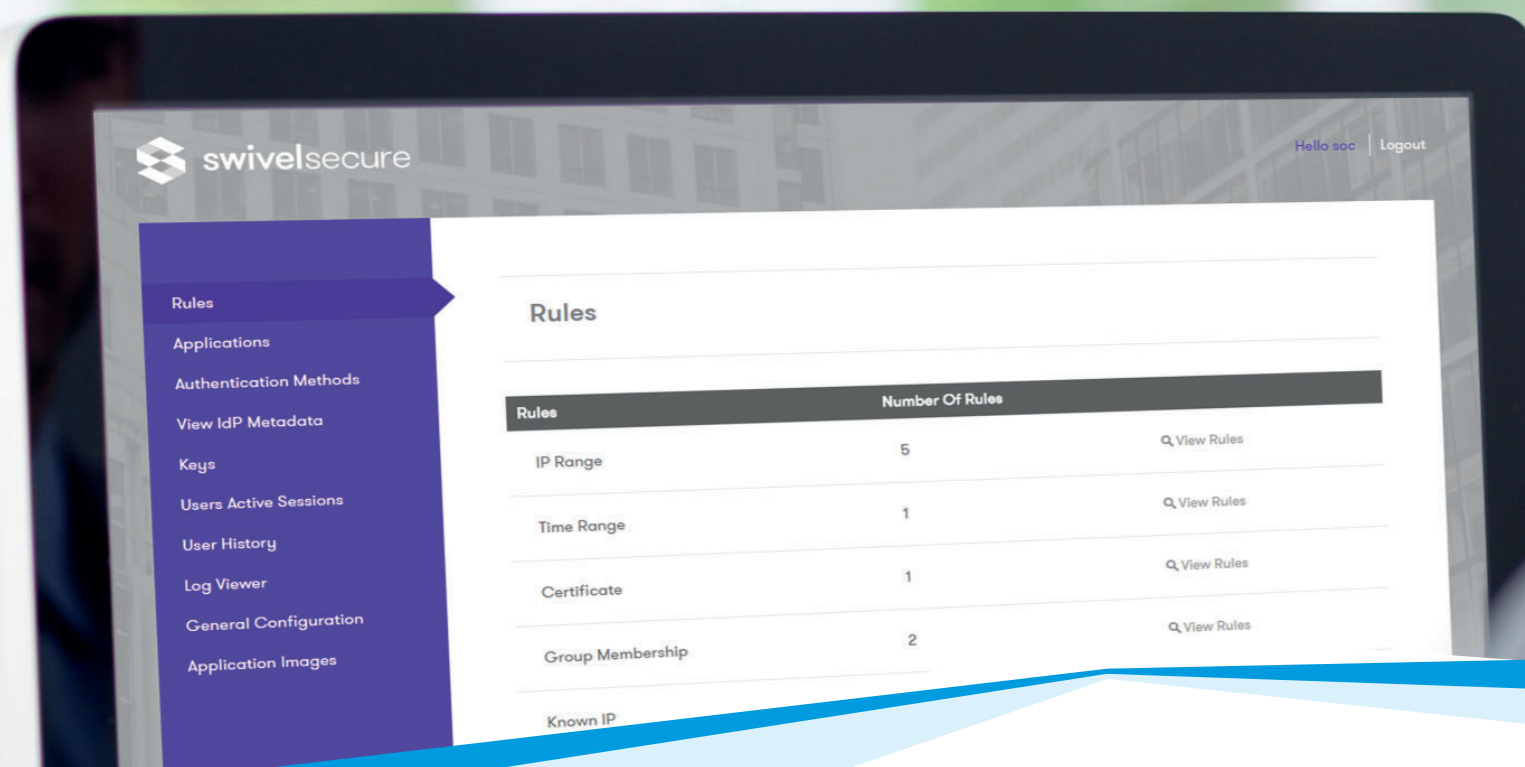 swivelsecure
Hello soc | Logout
Rules
Applications
Authentication Methods
View IdP Metadata
Keys
Users Active Sessions
User History
Log Viewer
General Configuration
Application Images
Rules
Rules Number Of Rules
IP Range 5 View Rules
Time Range 1 View Rules
Certificate 1 View Rules
Group Membership 2 View Rules
Known IP